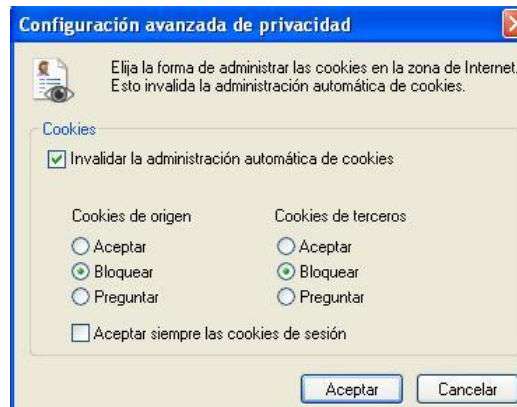 Configuración avanzada de privacidad
Elija la forma de administrar las cookies en la zona de Internet.
Esto invalida la administración automática de cookies.
Cookies
Invalidar la administración automática de cookies
Cookies de origen Cookies de terceros
Aceptar Aceptar
Bloquear Bloquear
Preguntar Preguntar
Aceptar siempre las cookies de sesión
Aceptar Cancelar